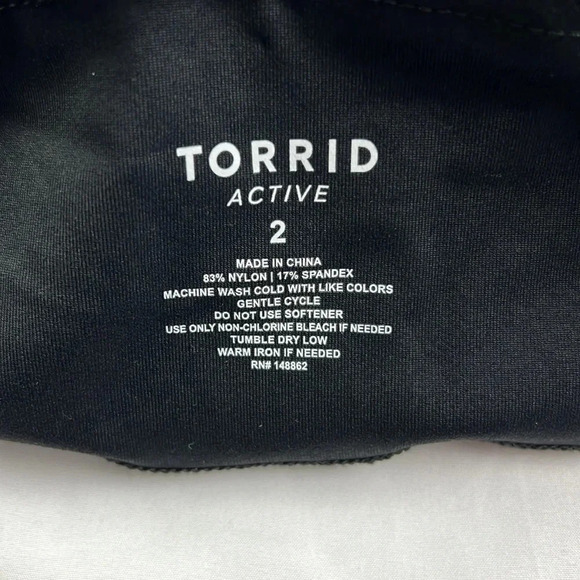 TORRID
ACTIVE
2
MADE IN CHINA
83% NYLON | 17% SPANDEX
MACHINE WASH COLD WITH LIKE COLORS
GENTLE CYCLE
DO NOT USE SOFTENER
USE ONLY NON-CHLORINE BLEACH IF NEEDED
TUMBLE DRY LOW
WARM IRON IF NEEDED
RN# 148862